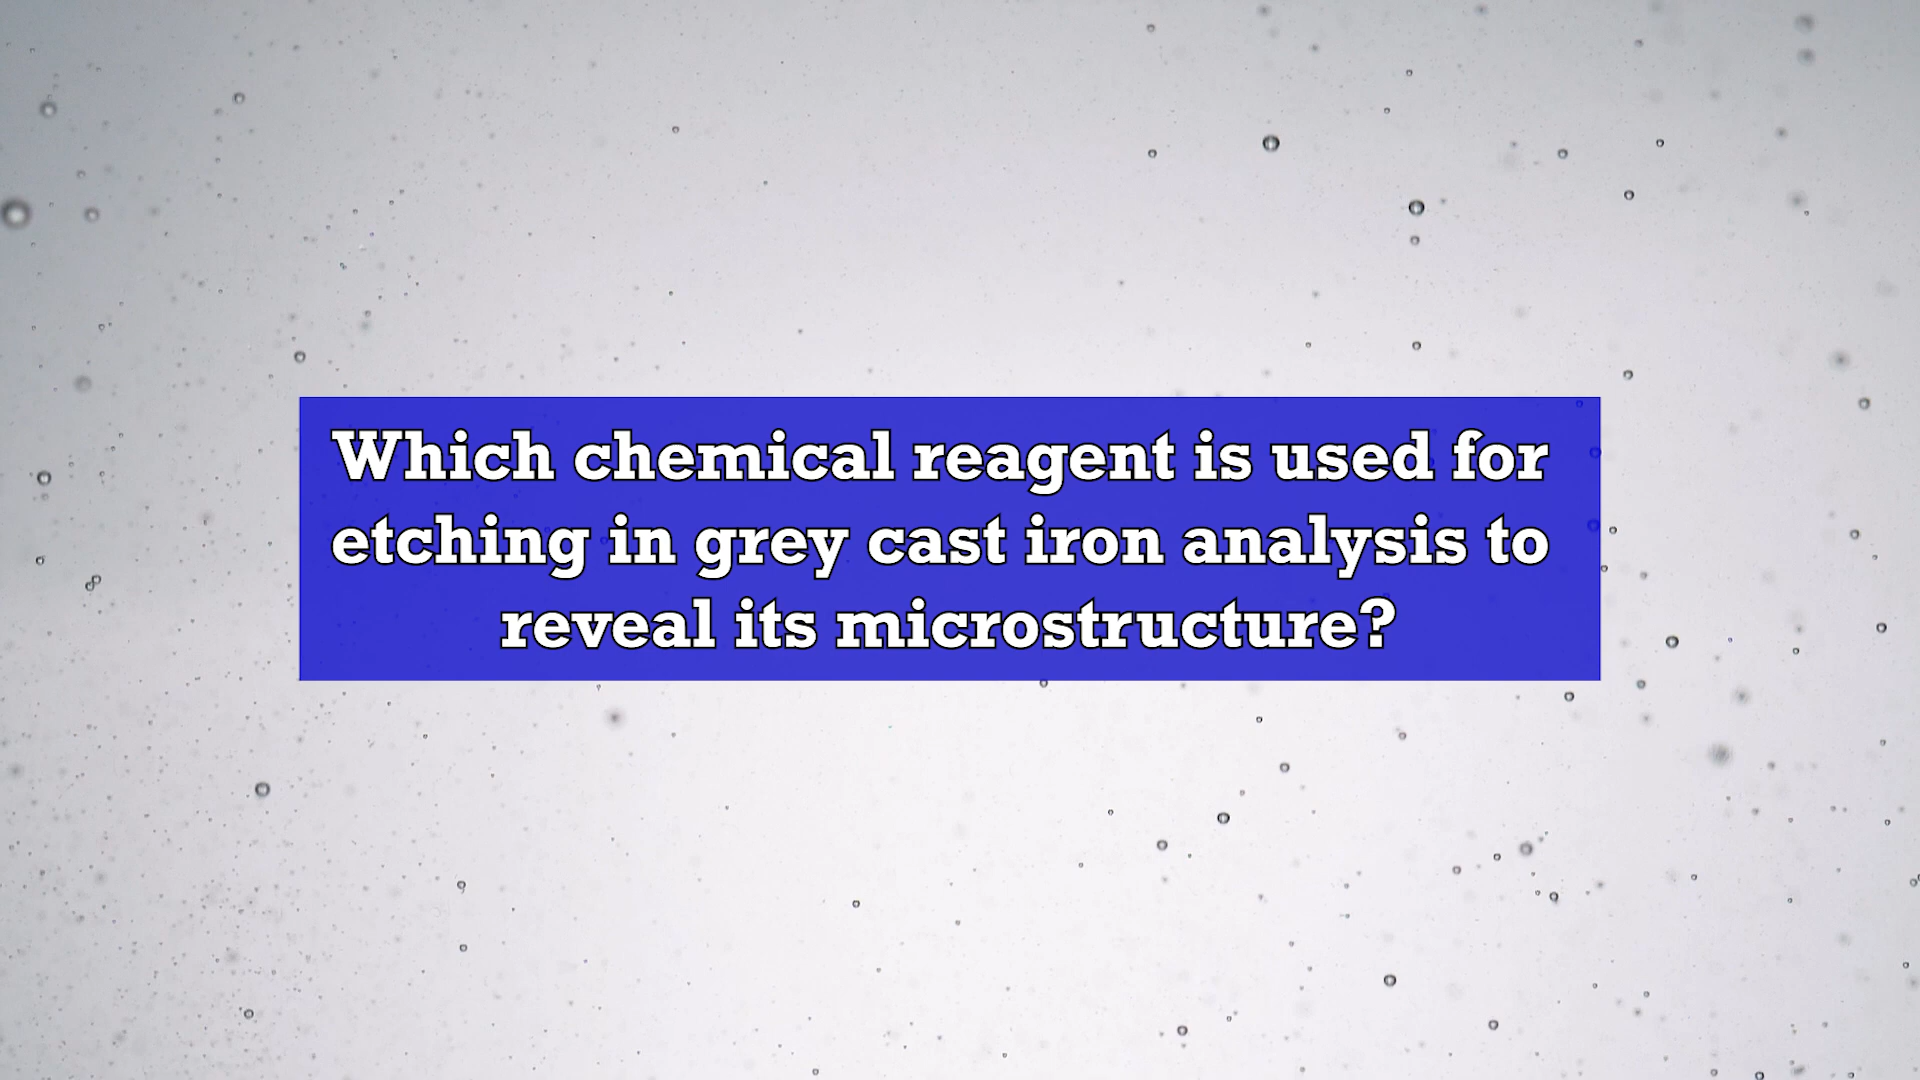 Which chemical reagent is used for
etching in grey cast iron analysis to
reveal its microstructure?